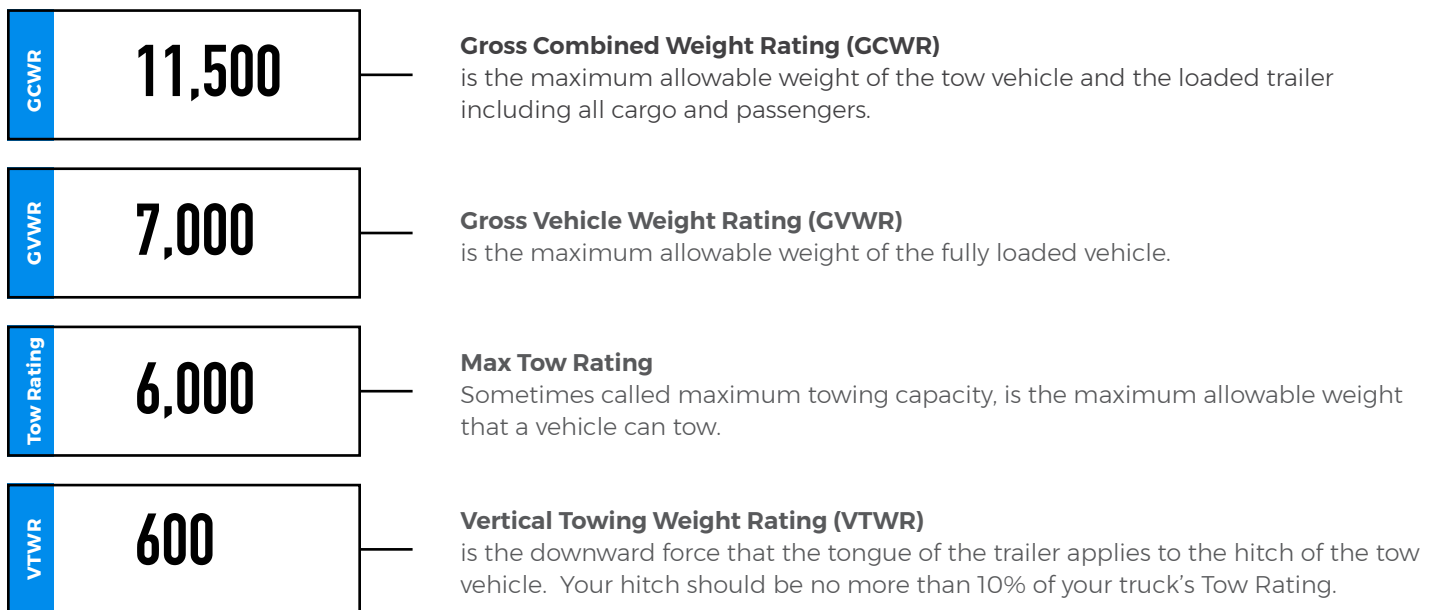 GCWR
11,500
Gross Combined Weight Rating (GCWR)
is the maximum allowable weight of the tow vehicle and the loaded trailer
including all cargo and passengers.
GVWR
7,000
Gross Vehicle Weight Rating (GVWR)
is the maximum allowable weight of the fully loaded vehicle.
Tow Rating
6,000
Max Tow Rating
Sometimes called maximum towing capacity, is the maximum allowable weight
that a vehicle can tow.
VTWR
600
Vertical Towing Weight Rating (VTWR)
is the downward force that the tongue of the trailer applies to the hitch of the tow
vehicle.  Your hitch should be no more than 10% of your truck's Tow Rating.